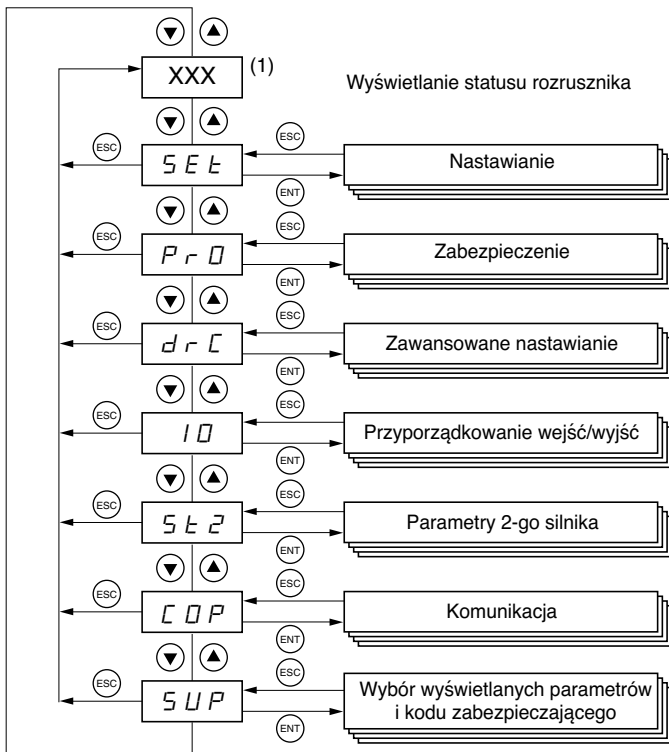 XXX (1)
Wyświetlanie statusu rozrusznika
ESC
ESC
SEt
Nastawianie
ENT
ESC
ESC
PrO
Zabezpieczenie
ENT
ESC
ESC
drC
Zawansowane nastawianie
ENT
ESC
ESC
IO
Przyporządkowanie wejść/wyjść
ENT
ESC
ESC
St2
Parametry 2-go silnika
ENT
ESC
ESC
COP
Komunikacja
ENT
ESC
ESC
SUP
Wybór wyświetlanych parametrów
i kodu zabezpieczającego
ENT